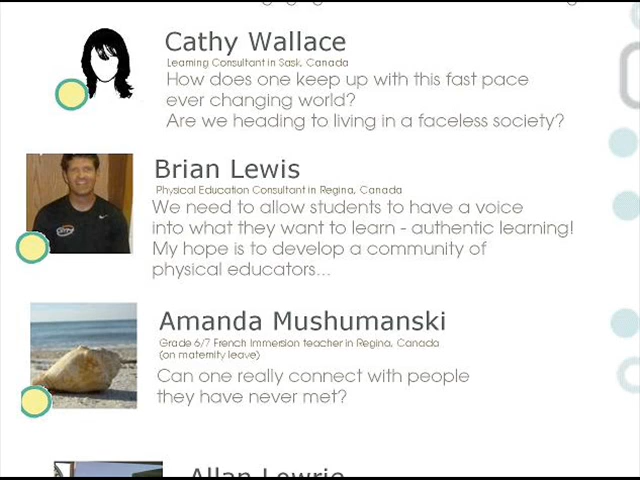 Cathy Wallace
Learning Consultant in Sask, Canada
How does one keep up with this fast pace
ever changing world?
Are we heading to living in a faceless society?
Brian Lewis
Physical Education Consultant in Regina, Canada
We need to allow students to have a voice
into what they want to learn - authentic learning!
My hope is to develop a community of
physical educators...
Amanda Mushumanski
Grade 6/7 French Immersion teacher in Regina, Canada
(on maternity leave)
Can one really connect with people
they have never met?
Allan Lowrie